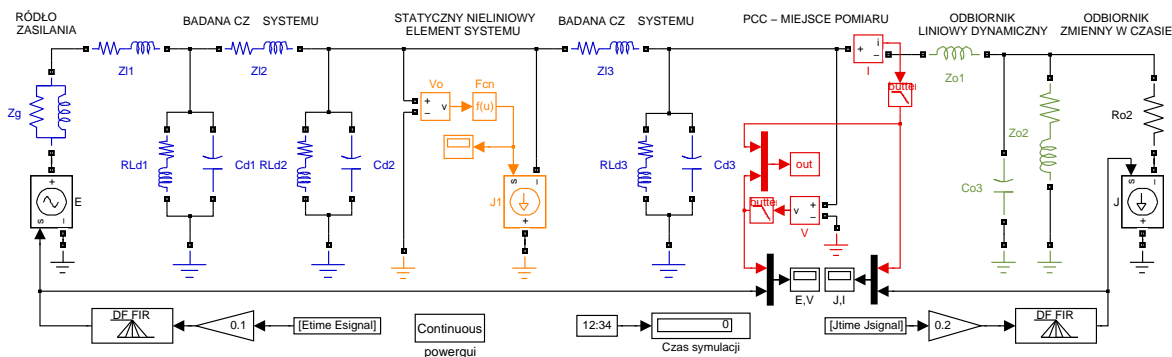 RÓDŁO
ZASILANIA
BADANA CZ SYSTEMU
STATYCZNY NIELINIOWY
ELEMENT SYSTEMU
BADANA CZ SYSTEMU
PCC – MIEJSCE POMIARU
ODBIORNIK
LINIOWY DYNAMICZNY
ODBIORNIK
ZMIENNY W CZASIE
Zl1
Zl2
Zl3
i
+
−
I
Zo1
Zg
Vo
Fcn
+
−
v
f(u)
butter
Ro2
Zo2
RLd1
Cd1
RLd2
Cd2
RLd3
Cd3
out
Co3
+
E
s
−
J1
s
−
+
butter
v
+
−
V
s
−
J
+
E,V
J,I
DF FIR
0.1
[Etime Esignal]
Continuous
powergui
12:34
0
Czas symulacji
[Jtime Jsignal]
0.2
DF FIR